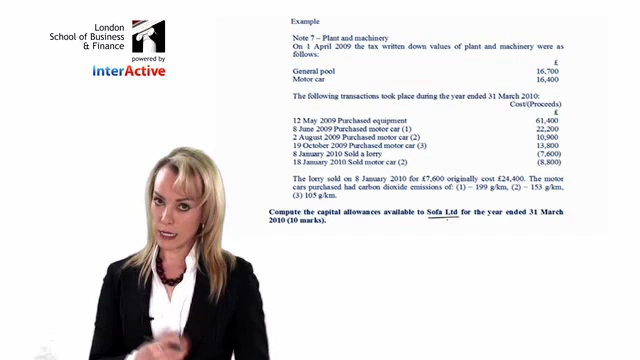 London
School of Business
& Finance
powered by
InterActive
Example
Note 7 – Plant and machinery
On 1 April 2009 the tax written down values of plant and machinery were as
follows:
£
General pool 16,700
Motor car 16,400
The following transactions took place during the year ended 31 March 2010:
Cost/(Proceeds)
£
12 May 2009 Purchased equipment 61,400
8 June 2009 Purchased motor car (1) 22,200
2 August 2009 Purchased motor car (2) 10,900
19 October 2009 Purchased motor car (3) 13,800
8 January 2010 Sold a lorry (7,600)
18 January 2010 Sold motor car (2) (8,800)
The lorry sold on 8 January 2010 for £7,600 originally cost £24,400. The motor
cars purchased had carbon dioxide emissions of: (1) – 199 g/km, (2) – 153 g/km,
(3) 105 g/km.
Compute the capital allowances available to Sofa Ltd for the year ended 31 March
2010 (10 marks).